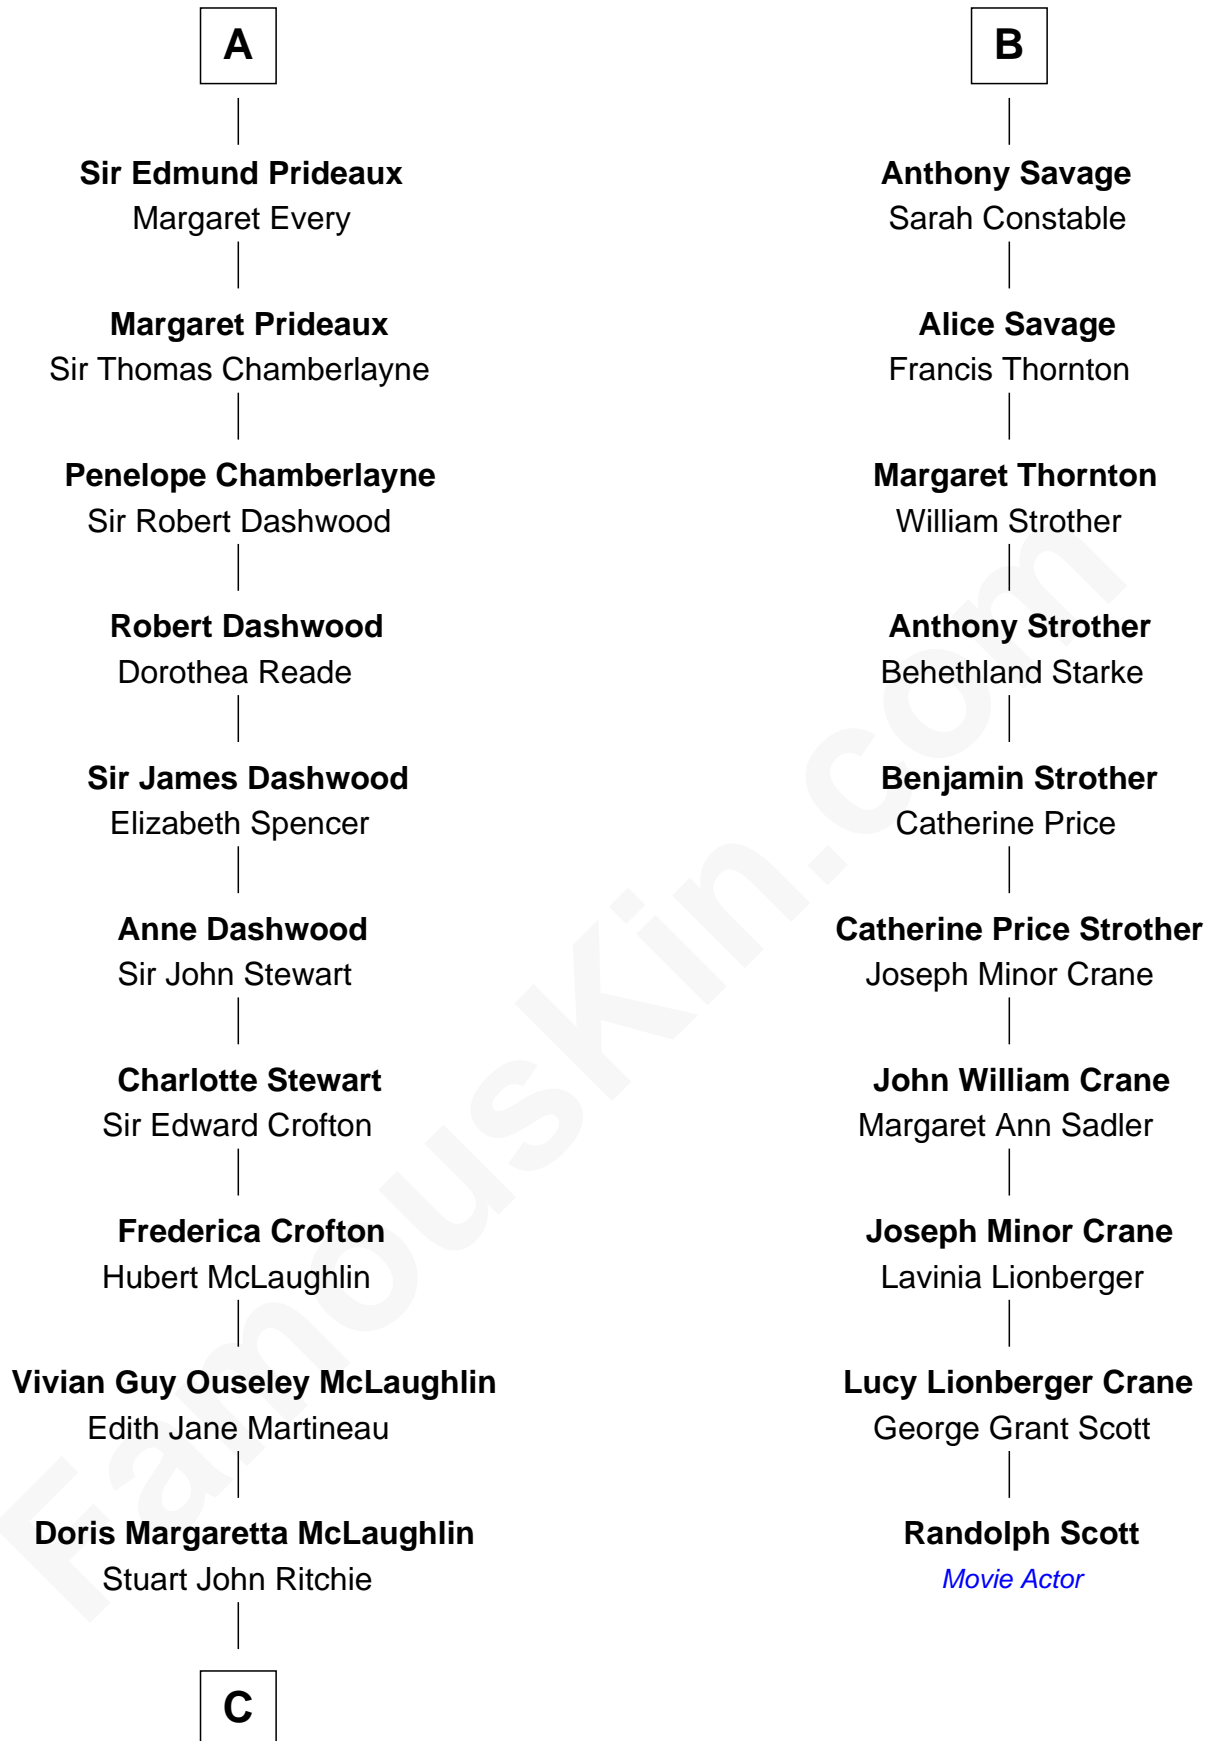 A
Sir Edmund Prideaux
Margaret Every
Margaret Prideaux
Sir Thomas Chamberlayne
Penelope Chamberlayne
Sir Robert Dashwood
Robert Dashwood
Dorothea Reade
Sir James Dashwood
Elizabeth Spencer
Anne Dashwood
Sir John Stewart
Charlotte Stewart
Sir Edward Crofton
Frederica Crofton
Hubert McLaughlin
Vivian Guy Ouseley McLaughlin
Edith Jane Martineau
Doris Margaretta McLaughlin
Stuart John Ritchie
C
B
Anthony Savage
Sarah Constable
Alice Savage
Francis Thornton
Margaret Thornton
William Strother
Anthony Strother
Behethland Starke
Benjamin Strother
Catherine Price
Catherine Price Strother
Joseph Minor Crane
John William Crane
Margaret Ann Sadler
Joseph Minor Crane
Lavinia Lionberger
Lucy Lionberger Crane
George Grant Scott
Randolph Scott
Movie Actor
FamousKin.com